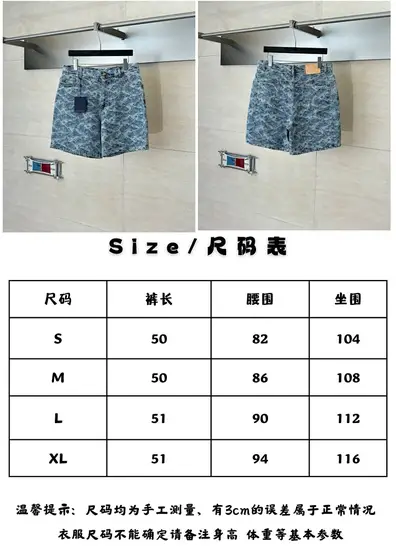 Size/尺码表
尺码 裤长 腰围 坐围
S 50 82 104
M 50 86 108
L 51 90 112
XL 51 94 116
温馨提示：尺码均为手工测量、有3cm的误差属于正常情况
衣服尺码不能确定请备注身高 体重等基本参数